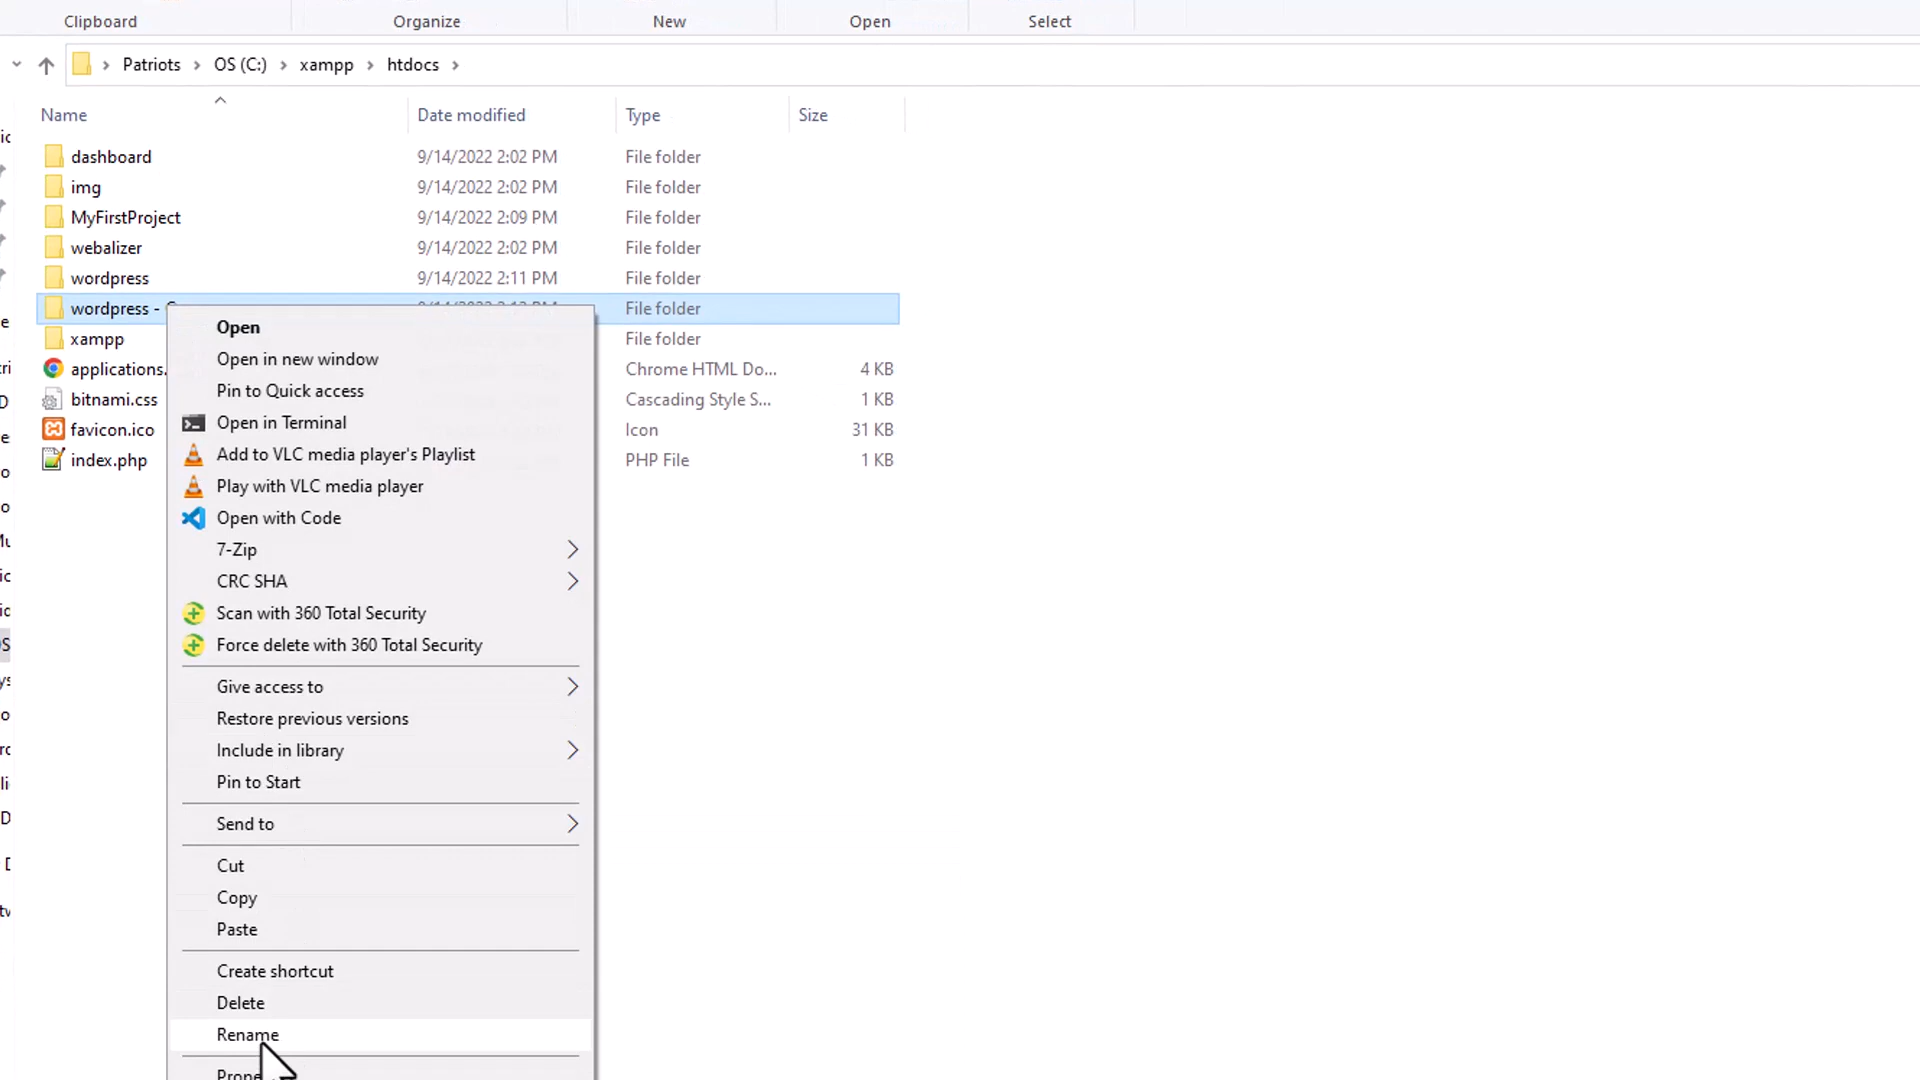 Clipboard Organize New Open Select
Patriots OS (C:) xampp htdocs
Name Date modified Type Size
dashboard 9/14/2022 2:02 PM File folder
img 9/14/2022 2:02 PM File folder
MyFirstProject 9/14/2022 2:09 PM File folder
webalizer 9/14/2022 2:02 PM File folder
wordpress 9/14/2022 2:11 PM File folder
wordpress - File folder
xampp File folder
applications. Chrome HTML Do... 4 KB
bitnami.css Cascading Style S... 1 KB
favicon.ico Icon 31 KB
index.php PHP File 1 KB
Open
Open in new window
Pin to Quick access
Open in Terminal
Add to VLC media player's Playlist
Play with VLC media player
Open with Code
7-Zip
CRC SHA
Scan with 360 Total Security
Force delete with 360 Total Security
Give access to
Restore previous versions
Include in library
Pin to Start
Send to
Cut
Copy
Paste
Create shortcut
Delete
Rename